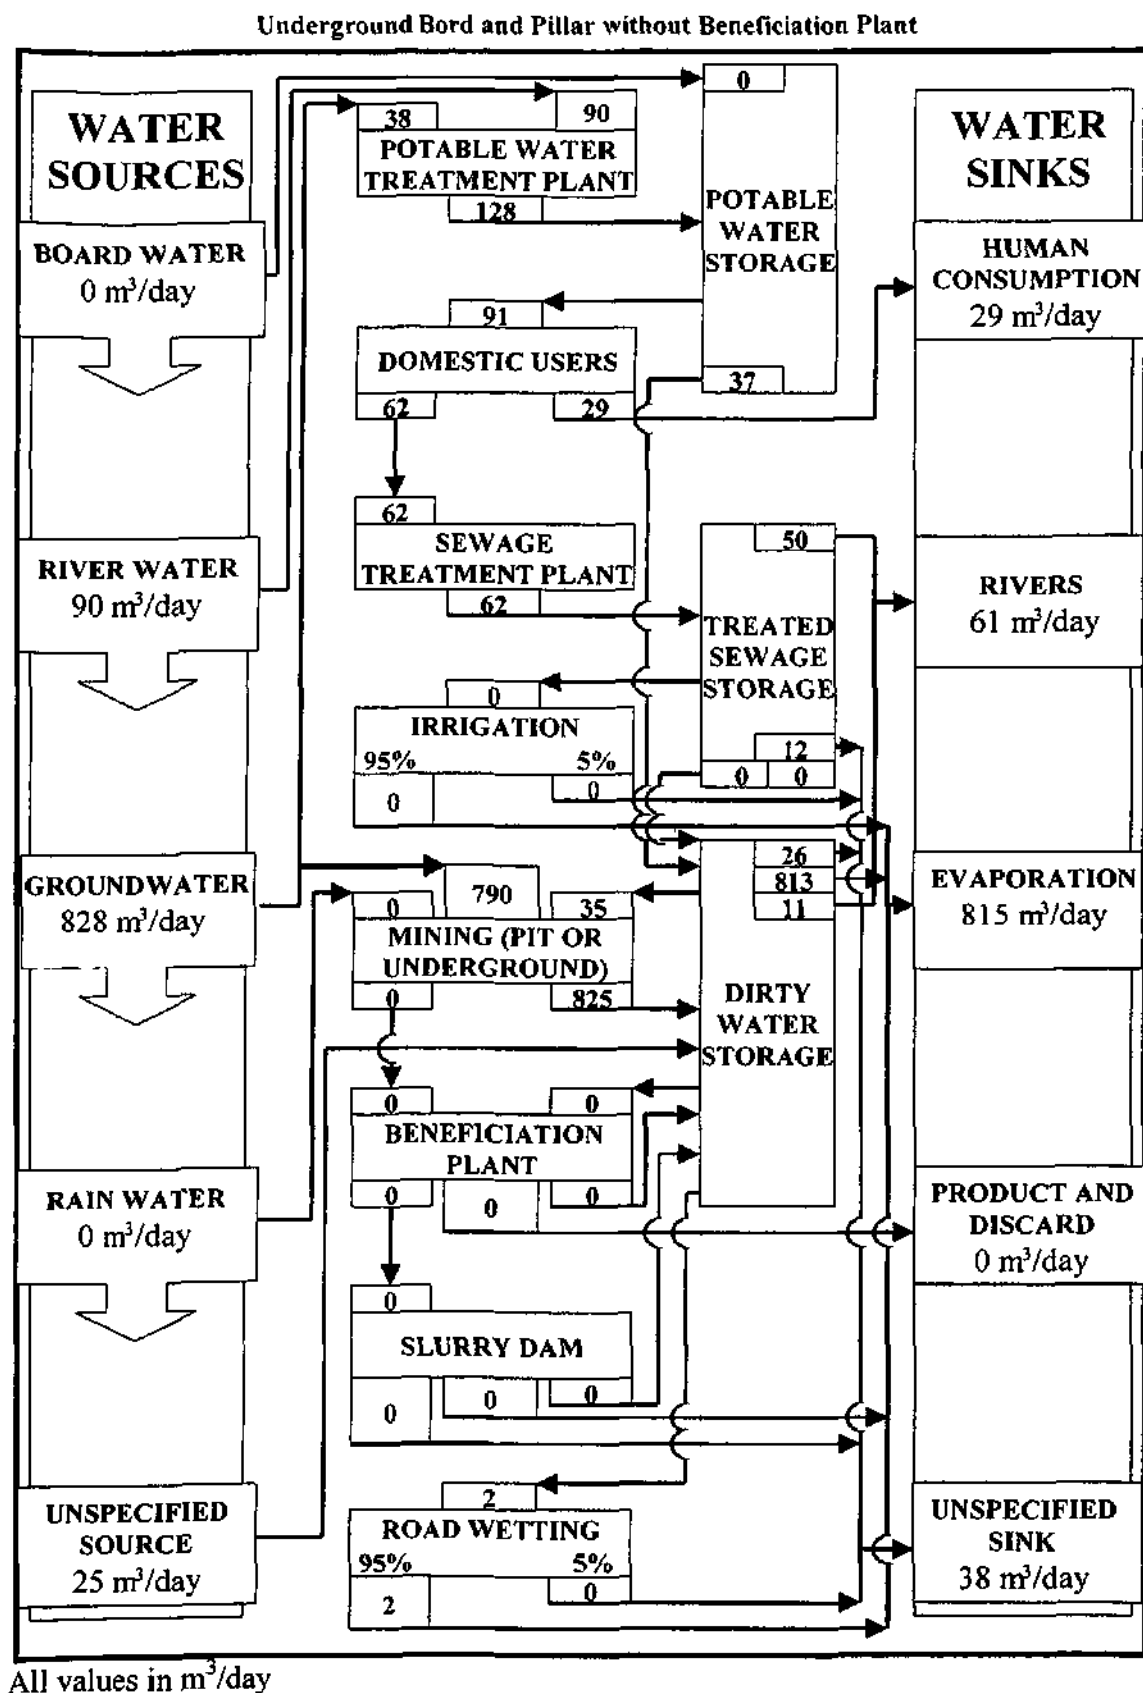 Underground Bord and Pillar without Beneficiation Plant
WATER
SOURCES
BOARD WATER
0 m³/day
RIVER WATER
90 m³/day
GROUNDWATER
828 m³/day
RAIN WATER
0 m³/day
UNSPECIFIED
SOURCE
25 m³/day
38
90
POTABLE WATER
TREATMENT PLANT
128
91
DOMESTIC USERS
62
29
62
SEWAGE
TREATMENT PLANT
62
0
IRRIGATION
95%
5%
0
0
0
790
35
MINING (PIT OR
UNDERGROUND)
0
825
0
0
BENEFICIATION
PLANT
0
0
0
0
SLURRY DAM
0
0
0
2
ROAD WETTING
95%
5%
2
0
0
POTABLE
WATER
STORAGE
37
50
TREATED
SEWAGE
STORAGE
12
0
0
26
813
11
DIRTY
WATER
STORAGE
WATER
SINKS
HUMAN
CONSUMPTION
29 m³/day
RIVERS
61 m³/day
EVAPORATION
815 m³/day
PRODUCT AND
DISCARD
0 m³/day
UNSPECIFIED
SINK
38 m³/day
All values in m³/day